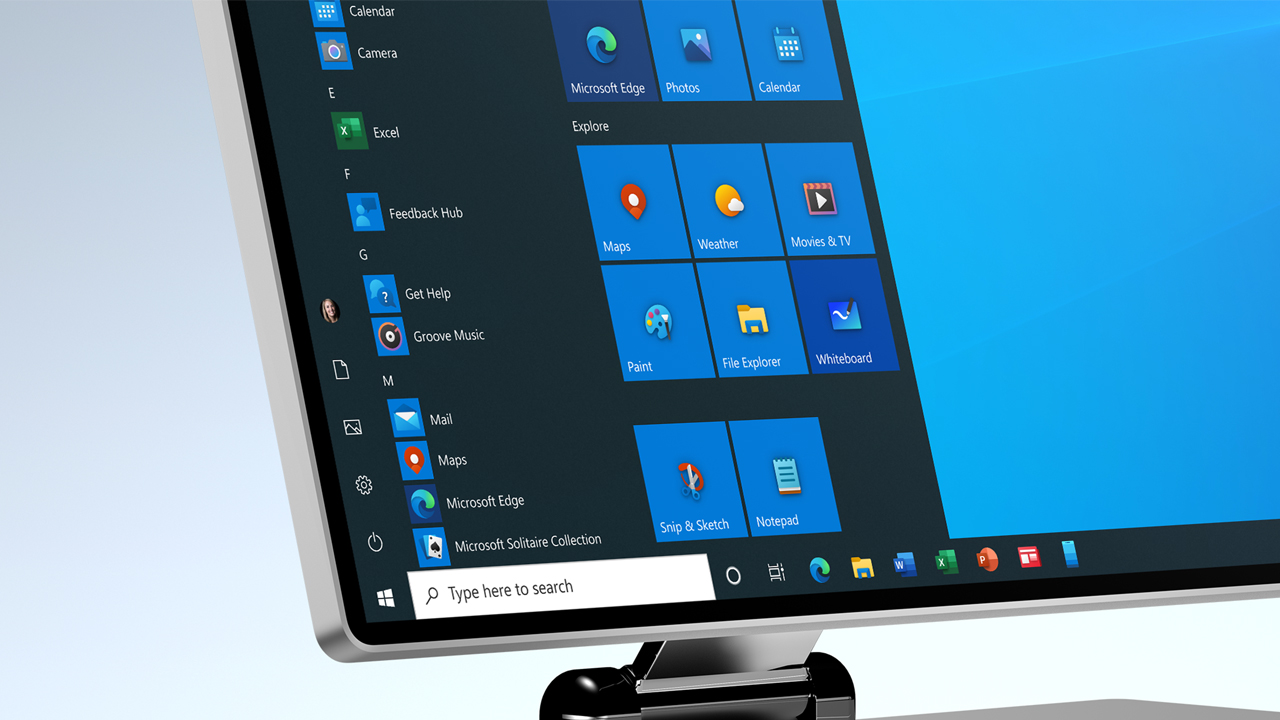 Calendar
Camera
E
Excel
F
Feedback Hub
G
Get Help
Groove Music
M
Mail
Maps
Microsoft Edge
Microsoft Solitaire Collection
Microsoft Edge
Photos
Calendar
Explore
Maps
Weather
Movies & TV
Paint
File Explorer
Whiteboard
Snip & Sketch
Notepad
Type here to search